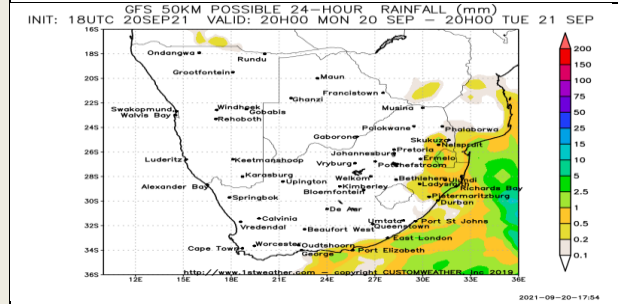 GFS 50KM POSSIBLE 24-HOUR RAINFALL (mm)
INIT: 18UTC 20SEP21 VALID: 20H00 MON 20 SEP – 20H00 TUE 21 SEP
16S
18S
20S
22S
24S
26S
28S
30S
32S
34S
36S
12E 15E 18E 21E 24E 27E 30E 33E 36E
Ondangwa
Rundu
Grootfontein
Maun
Francistown
Ghanzi
Musina
Swakopmund
Walvis Bay
Windhoek
Gobabis
Rehoboth
Polokwane
Phalaborwa
Gaborone
Skukuza
Pretoria
Nelspruit
Johannesburg
Ermelo
Luderitz
Keetmanshoop
Vryburg
Potchefstroom
Karasburg
Upington
Welkom
Bethlehem
Ulundi
Kimberley
Ladysmith
Richards Bay
Alexander Bay
Bloemfontein
Springbok
Pietermaritzburg
Durban
De Aar
Calvinia
Umtata
Port St Johns
Vredendal
Beaufort West
Queenstown
East London
Worcester
Oudtshoorn
Cape Town
George
Port Elizabeth
http://www.1stweather.com – copyright CUSTOMWEATHER, Inc 2019
200
150
100
75
50
25
15
10
5
2.5
1
0.5
0.2
0.1
2021-09-20-17:54